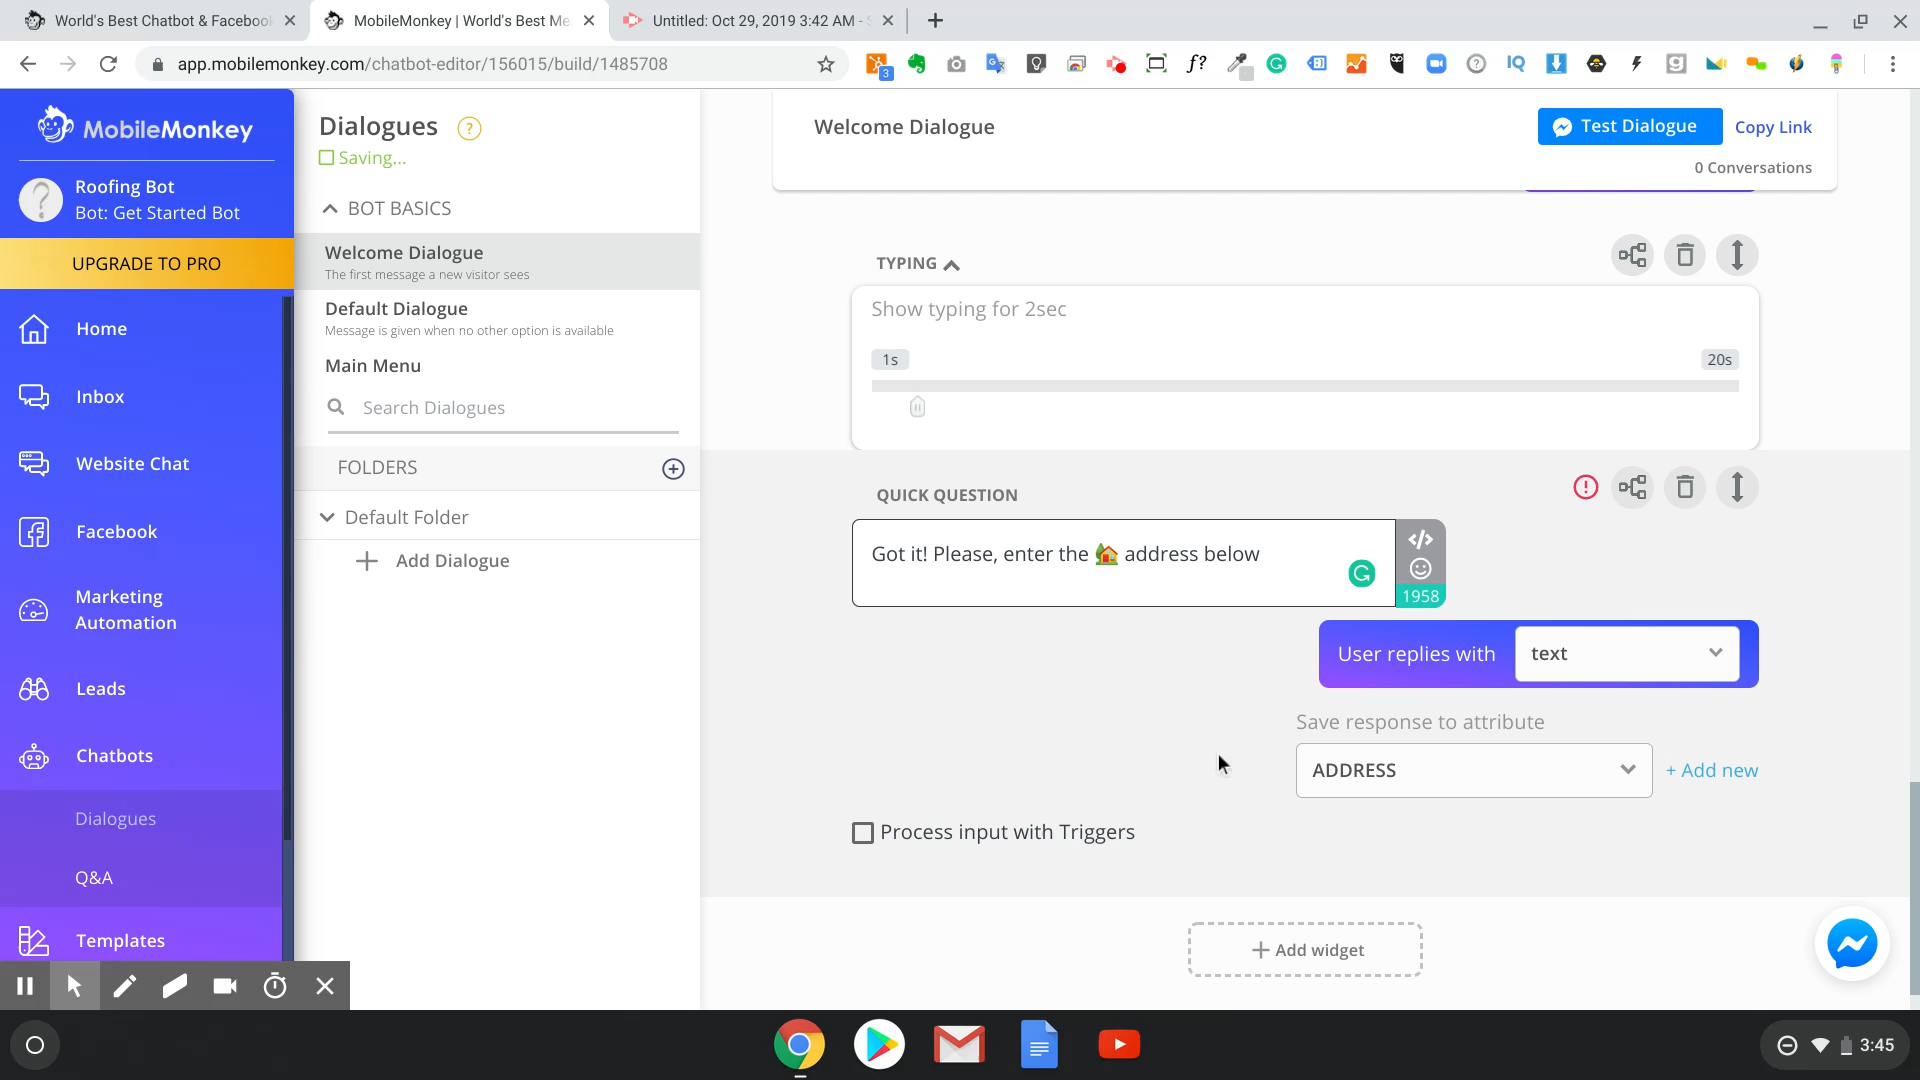 World's Best Chatbot & Faceboo
MobileMonkey | World's Best Me
Untitled: Oct 29, 2019 3:42 AM -
app.mobilemonkey.com/chatbot-editor/156015/build/1485708
3
f?
IQ
MobileMonkey
Roofing Bot
Bot: Get Started Bot
UPGRADE TO PRO
Home
Inbox
Website Chat
Facebook
Marketing
Automation
Leads
Chatbots
Dialogues
Q&A
Templates
Dialogues
?
Saving...
BOT BASICS
Welcome Dialogue
The first message a new visitor sees
Default Dialogue
Message is given when no other option is available
Main Menu
Search Dialogues
FOLDERS
Default Folder
Add Dialogue
Welcome Dialogue
Test Dialogue
Copy Link
0 Conversations
TYPING
Show typing for 2sec
1s
20s
QUICK QUESTION
Got it! Please, enter the 🏡 address below
1958
User replies with
text
Save response to attribute
ADDRESS
+ Add new
Process input with Triggers
+ Add widget
3:45